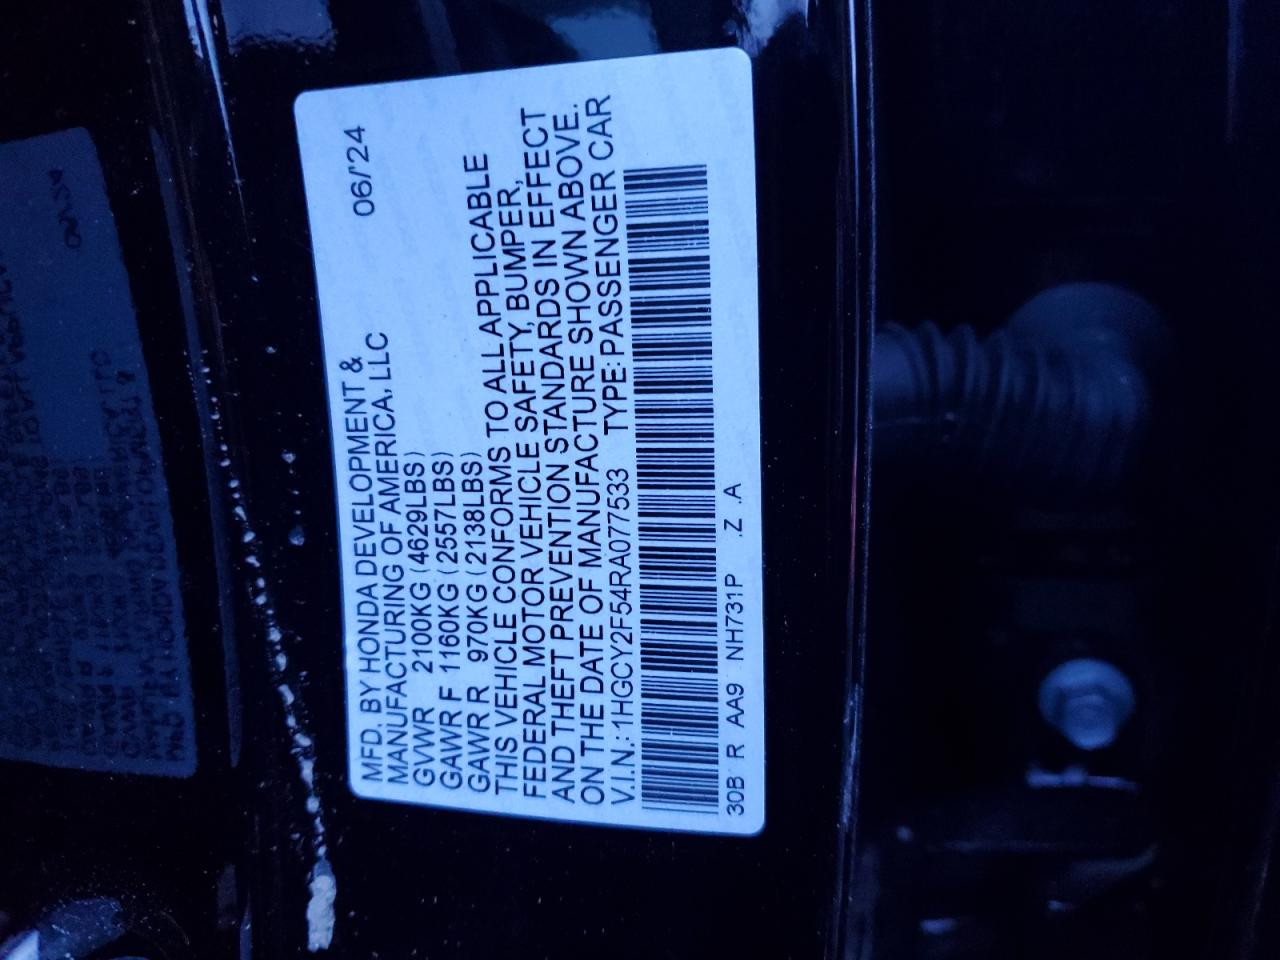 MFD. BY HONDA DEVELOPMENT &
MANUFACTURING OF AMERICA, LLC 06/'24
GVWR 2100KG (4629LBS)
GAWR F 1160KG (2557LBS)
GAWR R 970KG (2138LBS)
THIS VEHICLE CONFORMS TO ALL APPLICABLE
FEDERAL MOTOR VEHICLE SAFETY, BUMPER,
AND THEFT PREVENTION STANDARDS IN EFFECT
ON THE DATE OF MANUFACTURE SHOWN ABOVE.
V.I.N.: 1HGCY2F54RA077533 TYPE: PASSENGER CAR
30B R AA9 NH731P .Z .A